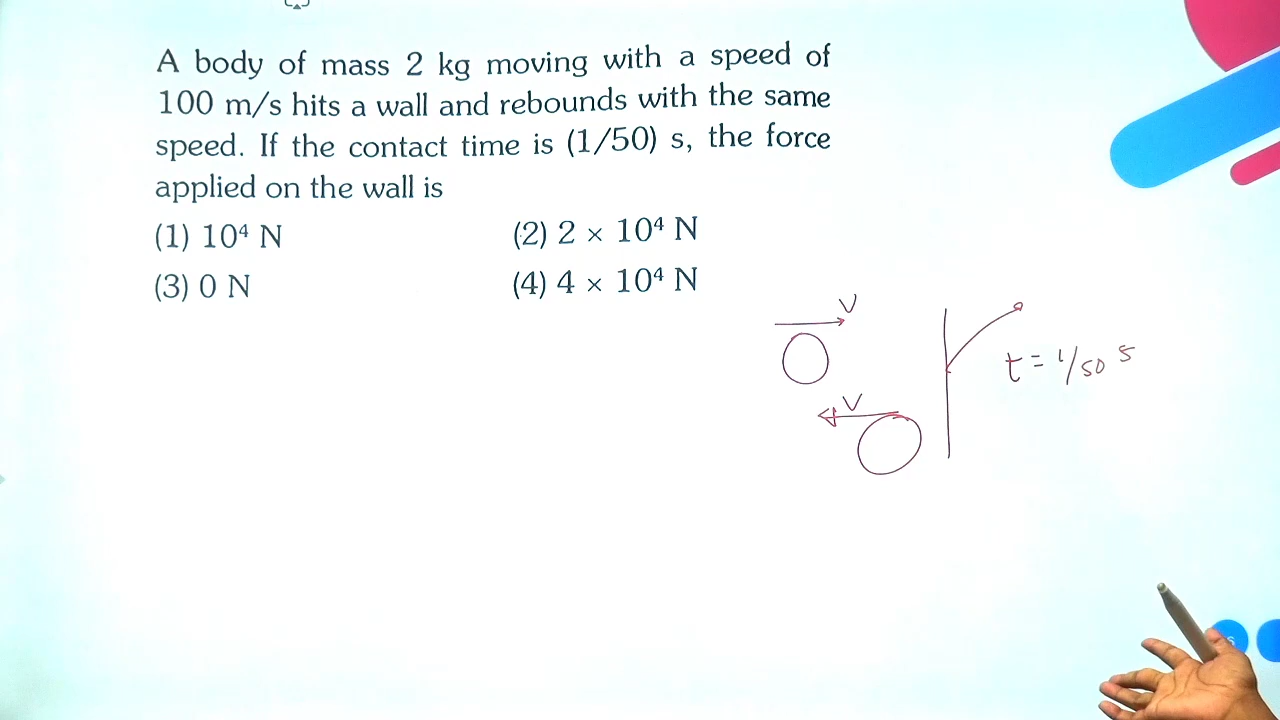 A body of mass 2 kg moving with a speed of
100 m/s hits a wall and rebounds with the same
speed. If the contact time is (1/50) s, the force
applied on the wall is
(1) 10⁴ N (2) 2 × 10⁴ N
(3) 0 N (4) 4 × 10⁴ N
V
t = 1/50 s
V